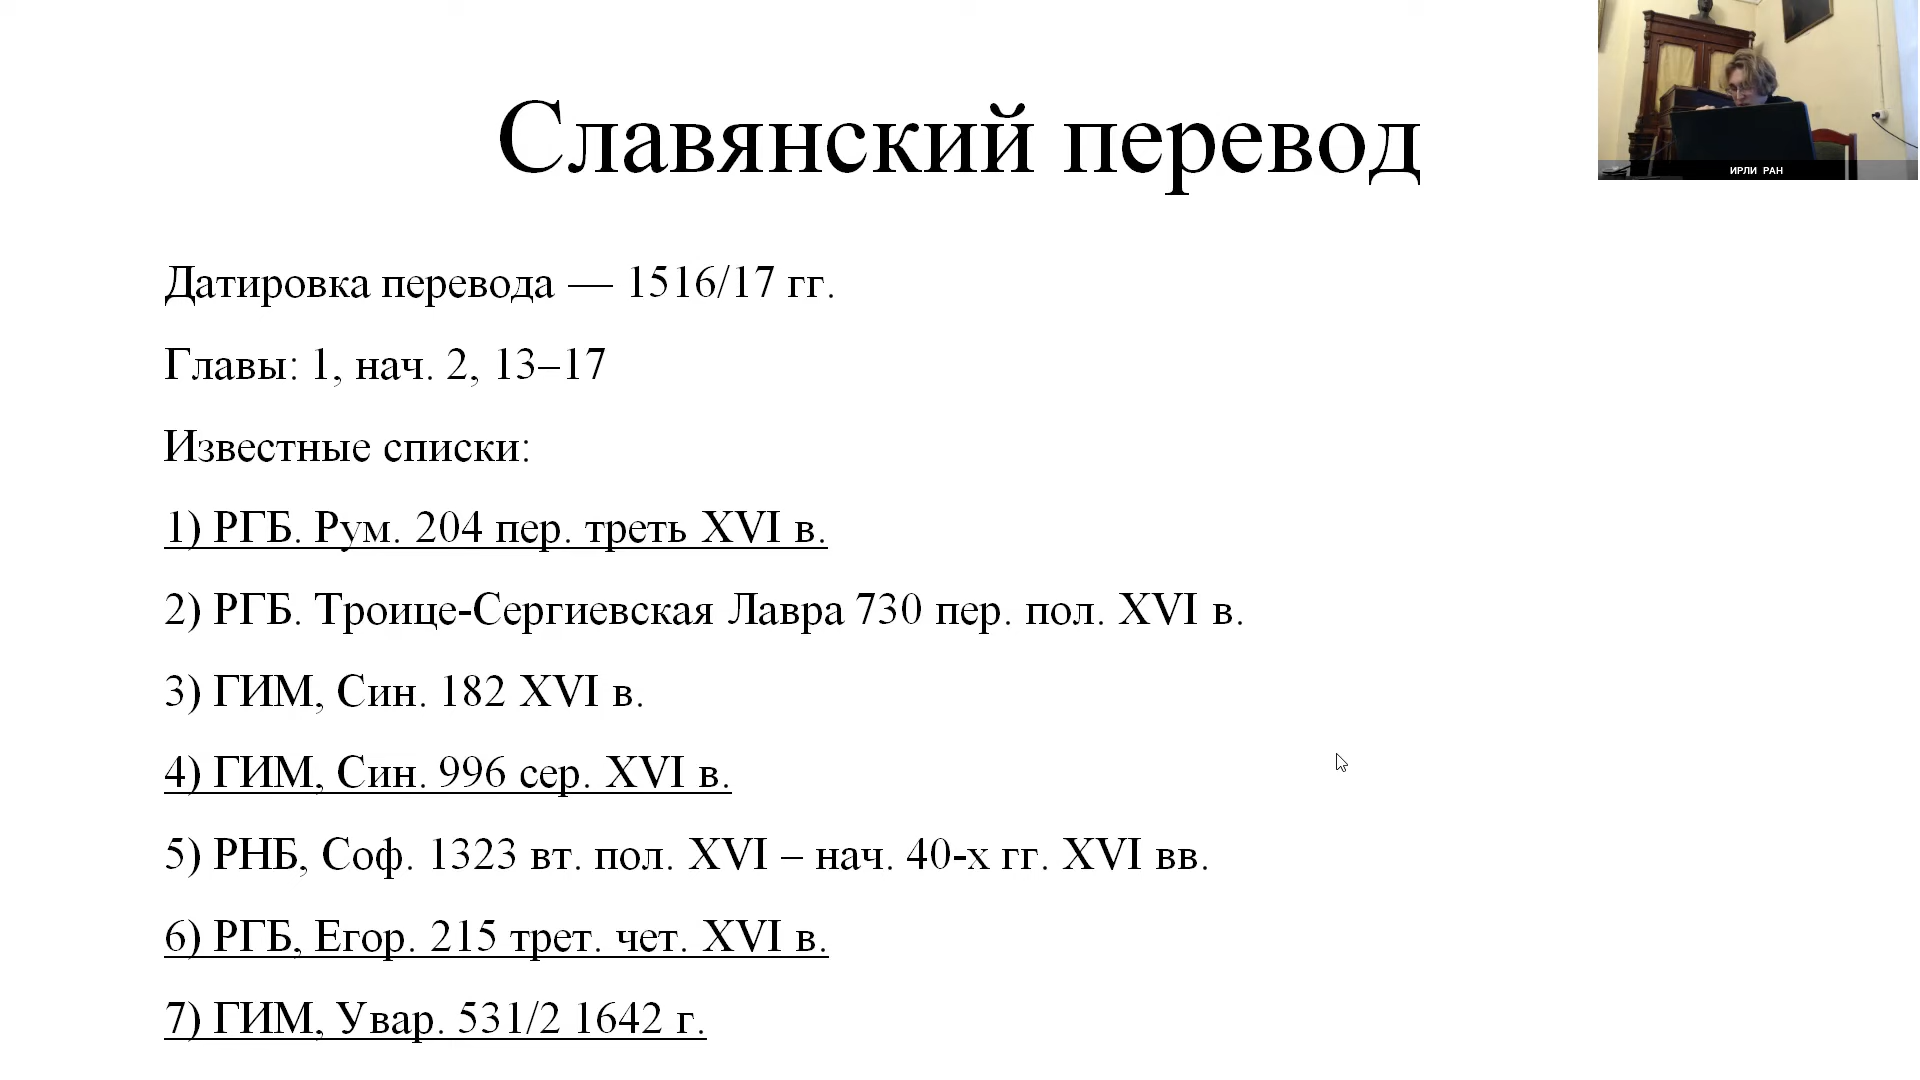 Славянский перевод
ИРЛИ РАН
Датировка перевода — 1516/17 гг.
Главы: 1, нач. 2, 13–17
Известные списки:
1) РГБ. Рум. 204 пер. треть XVI в.
2) РГБ. Троице-Сергиевская Лавра 730 пер. пол. XVI в.
3) ГИМ, Син. 182 XVI в.
4) ГИМ, Син. 996 сер. XVI в.
5) РНБ, Соф. 1323 вт. пол. XVI – нач. 40-х гг. XVI вв.
6) РГБ, Егор. 215 трет. чет. XVI в.
7) ГИМ, Увар. 531/2 1642 г.